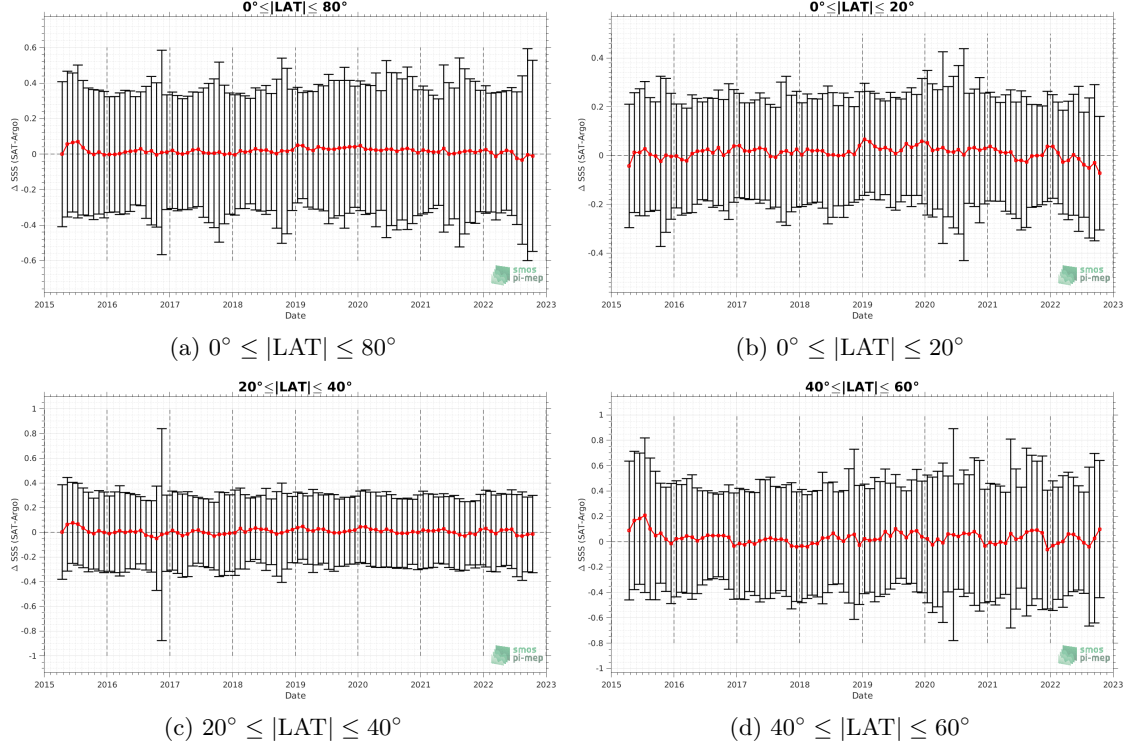 0°≤|LAT|≤ 80°
Δ SSS (SAT-Argo)
0.6
0.4
0.2
0
-0.2
-0.4
-0.6
2015 2016 2017 2018 2019 2020 2021 2022 2023
Date
smos
pi-mep
(a) 0° ≤ |LAT| ≤ 80°
0°≤|LAT|≤ 20°
Δ SSS (SAT-Argo)
0.4
0.2
0
-0.2
-0.4
2015 2016 2017 2018 2019 2020 2021 2022 2023
Date
smos
pi-mep
(b) 0° ≤ |LAT| ≤ 20°
20°≤|LAT|≤ 40°
Δ SSS (SAT-Argo)
1
0.8
0.6
0.4
0.2
0
-0.2
-0.4
-0.6
-0.8
-1
2015 2016 2017 2018 2019 2020 2021 2022 2023
Date
smos
pi-mep
(c) 20° ≤ |LAT| ≤ 40°
40°≤|LAT|≤ 60°
Δ SSS (SAT-Argo)
1
0.8
0.6
0.4
0.2
0
-0.2
-0.4
-0.6
-0.8
-1
2015 2016 2017 2018 2019 2020 2021 2022 2023
Date
smos
pi-mep
(d) 40° ≤ |LAT| ≤ 60°